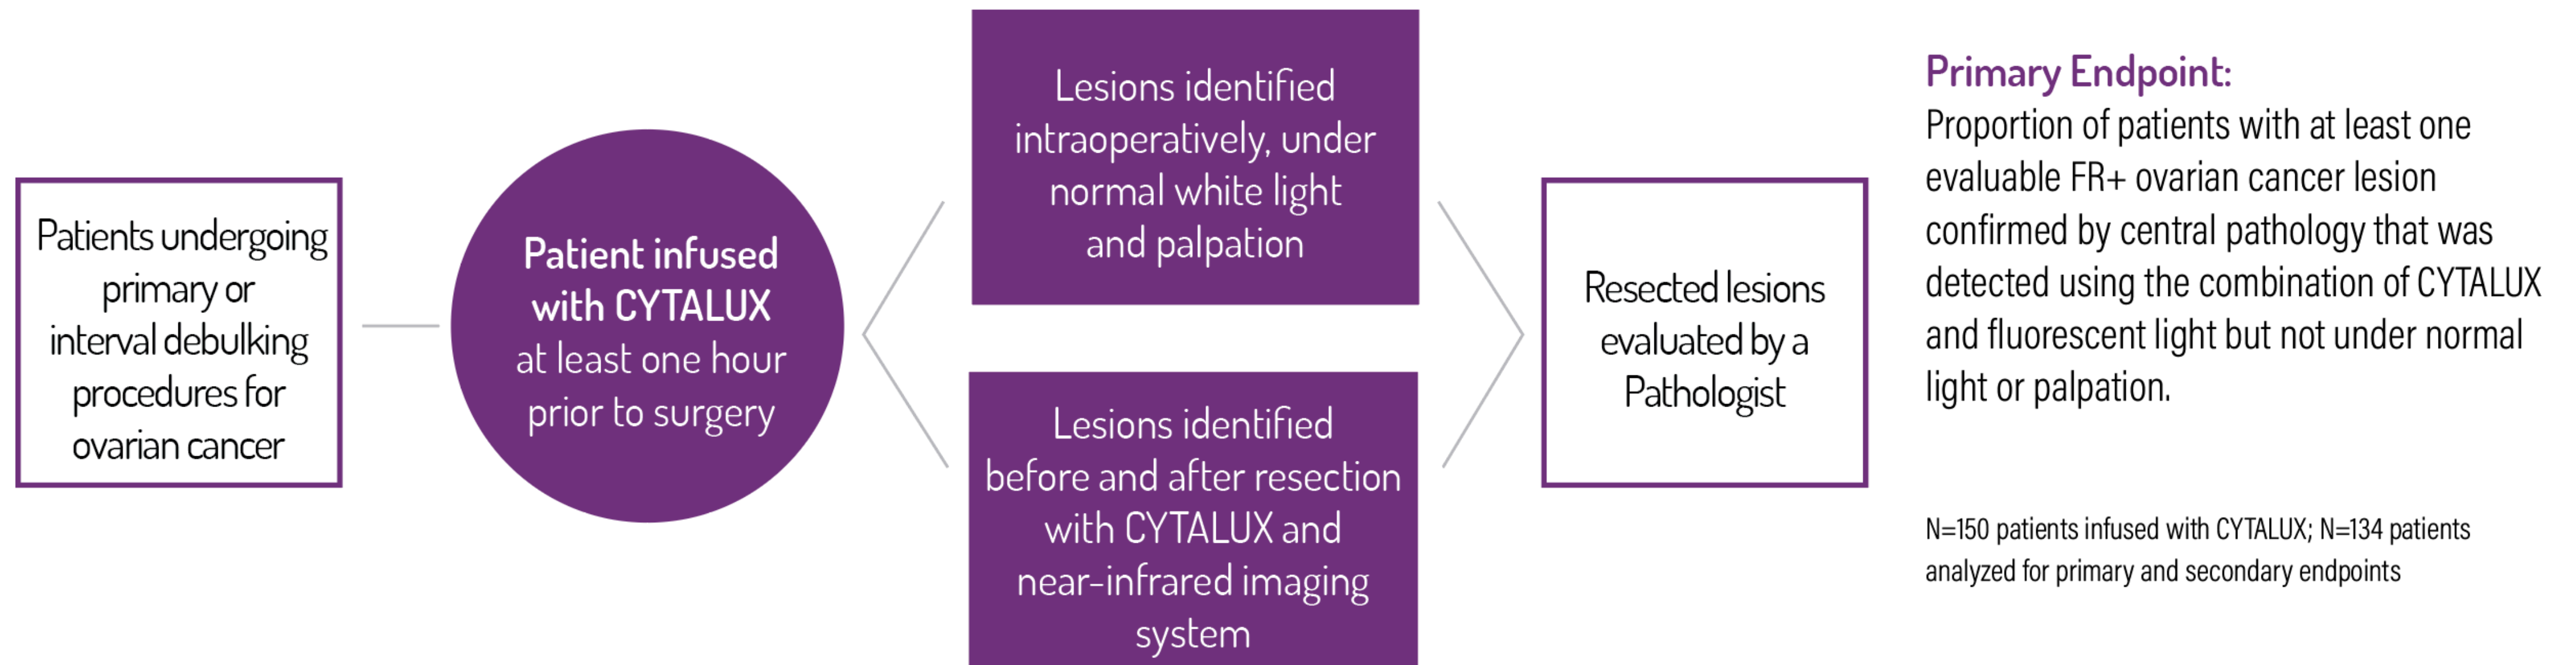 Patients undergoing
primary or
interval debulking
procedures for
ovarian cancer
Patient infused
with CYTALUX
at least one hour
prior to surgery
Lesions identified
intraoperatively, under
normal white light
and palpation
Lesions identified
before and after resection
with CYTALUX and
near-infrared imaging
system
Resected lesions
evaluated by a
Pathologist
Primary Endpoint:
Proportion of patients with at least one
evaluable FR+ ovarian cancer lesion
confirmed by central pathology that was
detected using the combination of CYTALUX
and fluorescent light but not under normal
light or palpation.
N=150 patients infused with CYTALUX; N=134 patients
analyzed for primary and secondary endpoints